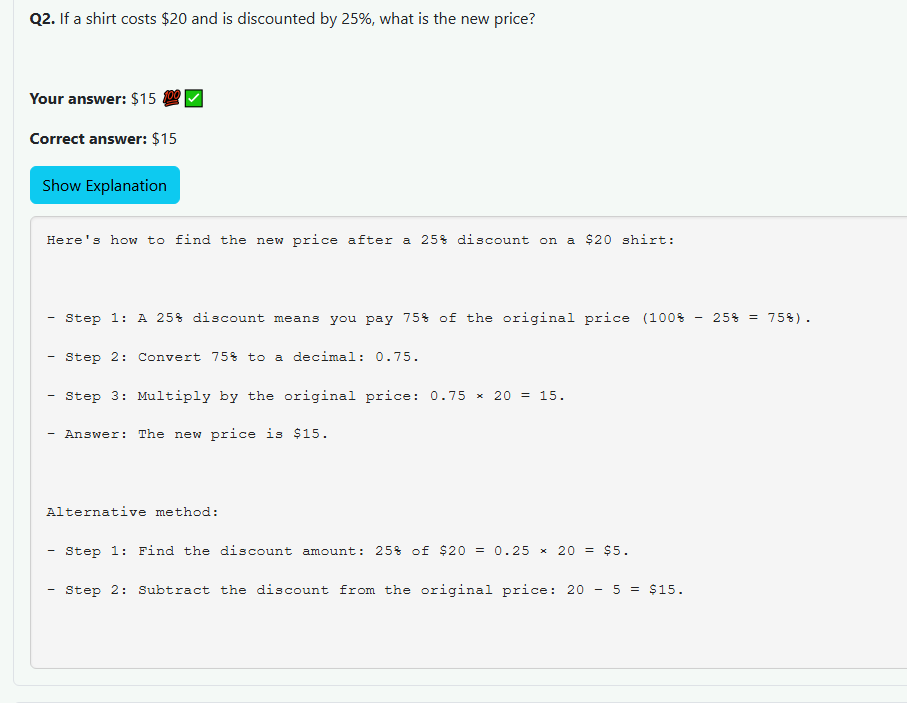 Q2. If a shirt costs $20 and is discounted by 25%, what is the new price?
Your answer: $15 💯 ✅
Correct answer: $15
Show Explanation
Here's how to find the new price after a 25% discount on a $20 shirt:
- Step 1: A 25% discount means you pay 75% of the original price (100% - 25% = 75%).
- Step 2: Convert 75% to a decimal: 0.75.
- Step 3: Multiply by the original price: 0.75 × 20 = 15.
- Answer: The new price is $15.
Alternative method:
- Step 1: Find the discount amount: 25% of $20 = 0.25 × 20 = $5.
- Step 2: Subtract the discount from the original price: 20 - 5 = $15.